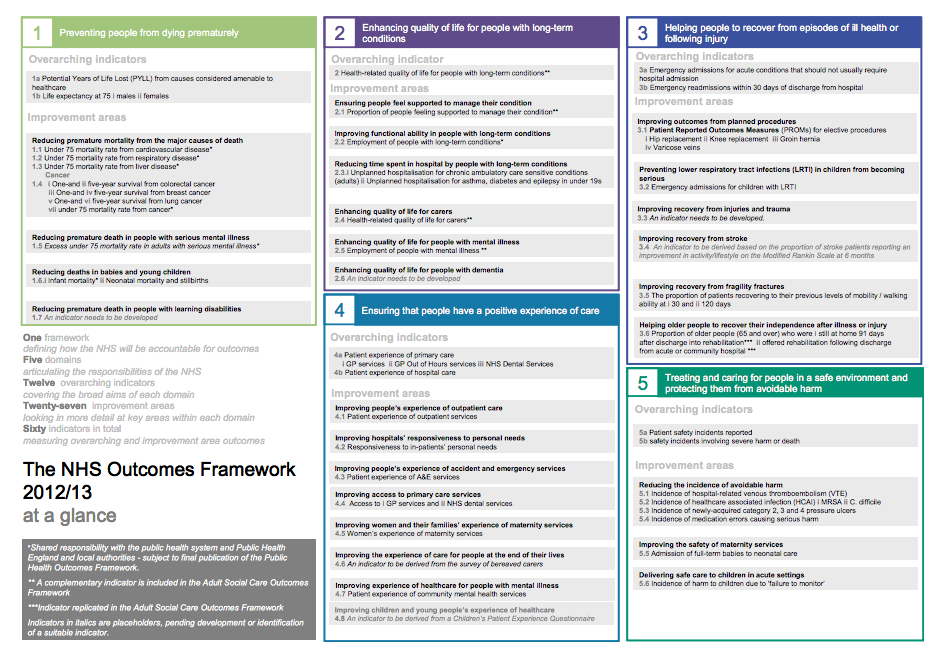 1 Preventing people from dying prematurely
Overarching indicators
1a Potential Years of Life Lost (PYLL) from causes considered amenable to
healthcare
1b Life expectancy at 75 i males ii females
Improvement areas
Reducing premature mortality from the major causes of death
1.1 Under 75 mortality rate from cardiovascular disease*
1.2 Under 75 mortality rate from respiratory disease*
1.3 Under 75 mortality rate from liver disease*
Cancer
1.4 i One-and ii five-year survival from colorectal cancer
iii One-and iv five-year survival from breast cancer
v One-and vi five-year survival from lung cancer
vii under 75 mortality rate from cancer*
Reducing premature death in people with serious mental illness
1.5 Excess under 75 mortality rate in adults with serious mental illness*
Reducing deaths in babies and young children
1.6.i Infant mortality* ii Neonatal mortality and stillbirths
Reducing premature death in people with learning disabilities
1.7 An indicator needs to be developed
One framework
defining how the NHS will be accountable for outcomes
Five domains
articulating the responsibilities of the NHS
Twelve overarching indicators
covering the broad aims of each domain
Twenty-seven improvement areas
looking in more detail at key areas within each domain
Sixty indicators in total
measuring overarching and improvement area outcomes
The NHS Outcomes Framework
2012/13
at a glance
*Shared responsibility with the public health system and Public Health
England and local authorities - subject to final publication of the Public
Health Outcomes Framework.
** A complementary indicator is included in the Adult Social Care Outcomes
Framework
***Indicator replicated in the Adult Social Care Outcomes Framework
Indicators in italics are placeholders, pending development or identification
of a suitable indicator.
2 Enhancing quality of life for people with long-term
conditions
Overarching indicator
2 Health-related quality of life for people with long-term conditions**
Improvement areas
Ensuring people feel supported to manage their condition
2.1 Proportion of people feeling supported to manage their condition**
Improving functional ability in people with long-term conditions
2.2 Employment of people with long-term conditions*
Reducing time spent in hospital by people with long-term conditions
2.3.i Unplanned hospitalisation for chronic ambulatory care sensitive conditions
(adults) ii Unplanned hospitalisation for asthma, diabetes and epilepsy in under 19s
Enhancing quality of life for carers
2.4 Health-related quality of life for carers**
Enhancing quality of life for people with mental illness
2.5 Employment of people with mental illness **
Enhancing quality of life for people with dementia
2.6 An indicator needs to be developed
4 Ensuring that people have a positive experience of care
Overarching indicators
4a Patient experience of primary care
i GP services ii GP Out of Hours services iii NHS Dental Services
4b Patient experience of hospital care
Improvement areas
Improving people's experience of outpatient care
4.1 Patient experience of outpatient services
Improving hospitals' responsiveness to personal needs
4.2 Responsiveness to in-patients' personal needs
Improving people's experience of accident and emergency services
4.3 Patient experience of A&E services
Improving access to primary care services
4.4 Access to i GP services and ii NHS dental services
Improving women and their families' experience of maternity services
4.5 Women's experience of maternity services
Improving the experience of care for people at the end of their lives
4.6 An indicator to be derived from the survey of bereaved carers
Improving experience of healthcare for people with mental illness
4.7 Patient experience of community mental health services
Improving children and young people's experience of healthcare
4.8 An indicator to be derived from a Children's Patient Experience Questionnaire
3 Helping people to recover from episodes of ill health or
following injury
Overarching indicators
3a Emergency admissions for acute conditions that should not usually require
hospital admission
3b Emergency readmissions within 30 days of discharge from hospital
Improvement areas
Improving outcomes from planned procedures
3.1 Patient Reported Outcomes Measures (PROMs) for elective procedures
i Hip replacement ii Knee replacement iii Groin hernia
iv Varicose veins
Preventing lower respiratory tract infections (LRTI) in children from becoming
serious
3.2 Emergency admissions for children with LRTI
Improving recovery from injuries and trauma
3.3 An indicator needs to be developed.
Improving recovery from stroke
3.4 An indicator to be derived based on the proportion of stroke patients reporting an
improvement in activity/lifestyle on the Modified Rankin Scale at 6 months
Improving recovery from fragility fractures
3.5 The proportion of patients recovering to their previous levels of mobility / walking
ability at i 30 and ii 120 days
Helping older people to recover their independence after illness or injury
3.6 Proportion of older people (65 and over) who were i still at home 91 days
after discharge into rehabilitation*** ii offered rehabilitation following discharge
from acute or community hospital ***
5 Treating and caring for people in a safe environment and
protecting them from avoidable harm
Overarching indicators
5a Patient safety incidents reported
5b safety incidents involving severe harm or death
Improvement areas
Reducing the incidence of avoidable harm
5.1 Incidence of hospital-related venous thromboembolism (VTE)
5.2 Incidence of healthcare associated infection (HCAI) i MRSA ii C. difficile
5.3 Incidence of newly-acquired category 2, 3 and 4 pressure ulcers
5.4 Incidence of medication errors causing serious harm
Improving the safety of maternity services
5.5 Admission of full-term babies to neonatal care
Delivering safe care to children in acute settings
5.6 Incidence of harm to children due to 'failure to monitor'